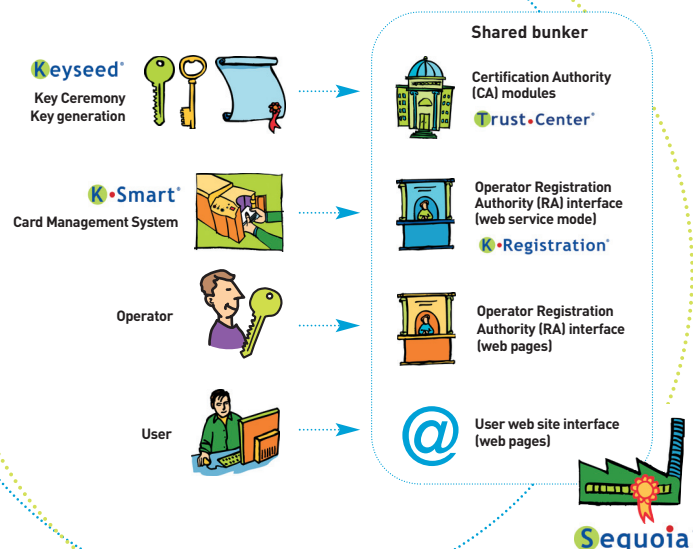 Shared bunker
Keyseed®
Key Ceremony
Key generation
Certification Authority
(CA) modules
Trust•Center®
K•Smart®
Card Management System
Operator Registration
Authority (RA) interface
(web service mode)
K•Registration®
Operator
Operator Registration
Authority (RA) interface
(web pages)
User
@
User web site interface
(web pages)
Sequoia